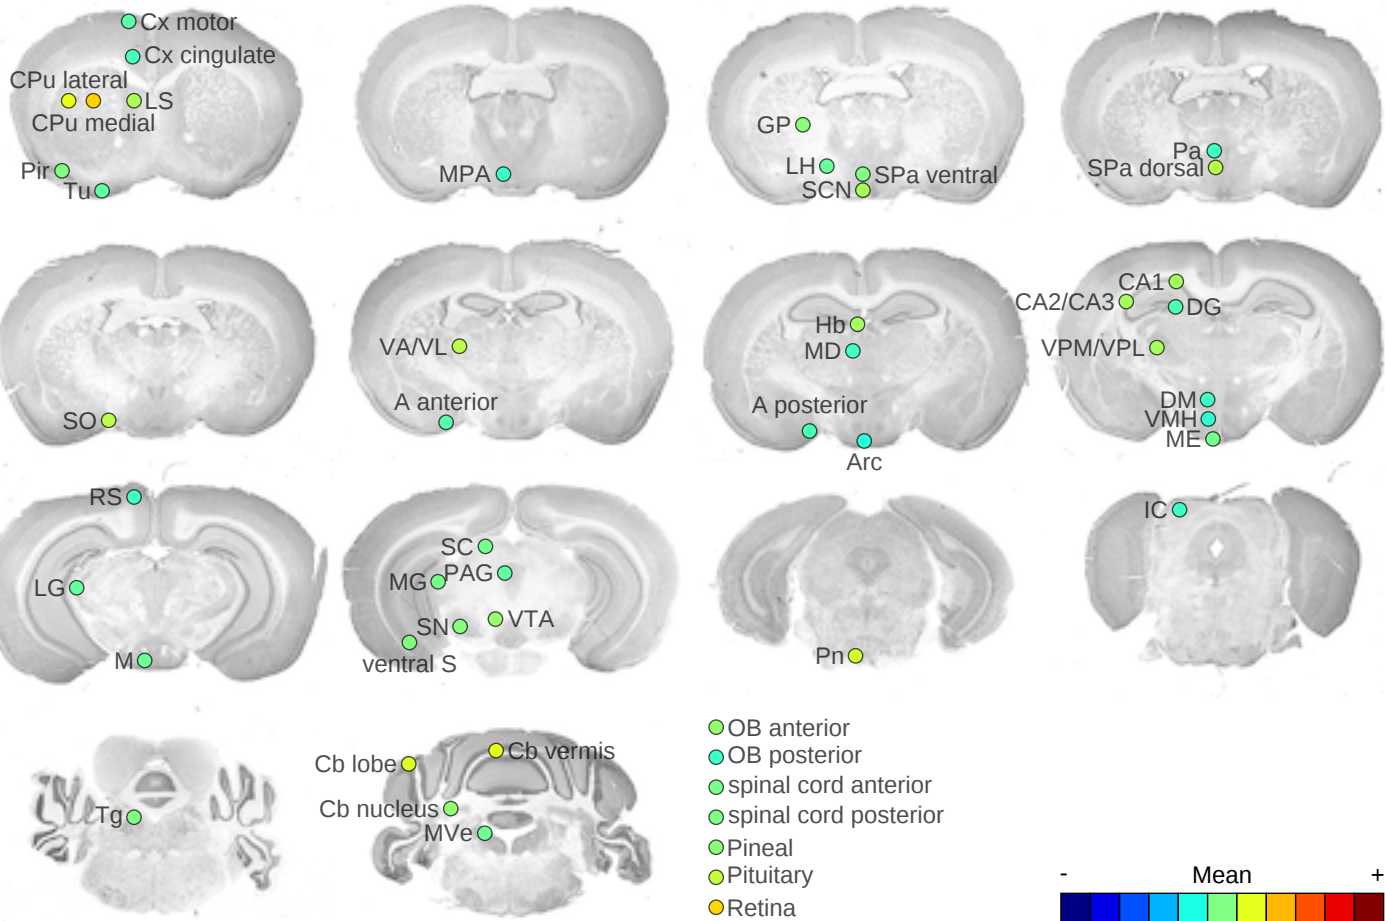 Cx motor
Cx cingulate
CPu lateral
LS
CPu medial
Pir
Tu
MPA
GP
LH
SPa ventral
SCN
Pa
SPa dorsal
SO
VA/VL
A anterior
Hb
MD
A posterior
Arc
CA1
CA2/CA3
DG
VPM/VPL
DM
VMH
ME
RS
LG
M
SC
MG
PAG
SN
VTA
ventral S
Pn
IC
Tg
Cb lobe
Cb vermis
Cb nucleus
MVe
OB anterior
OB posterior
spinal cord anterior
spinal cord posterior
Pineal
Pituitary
Retina
- Mean +